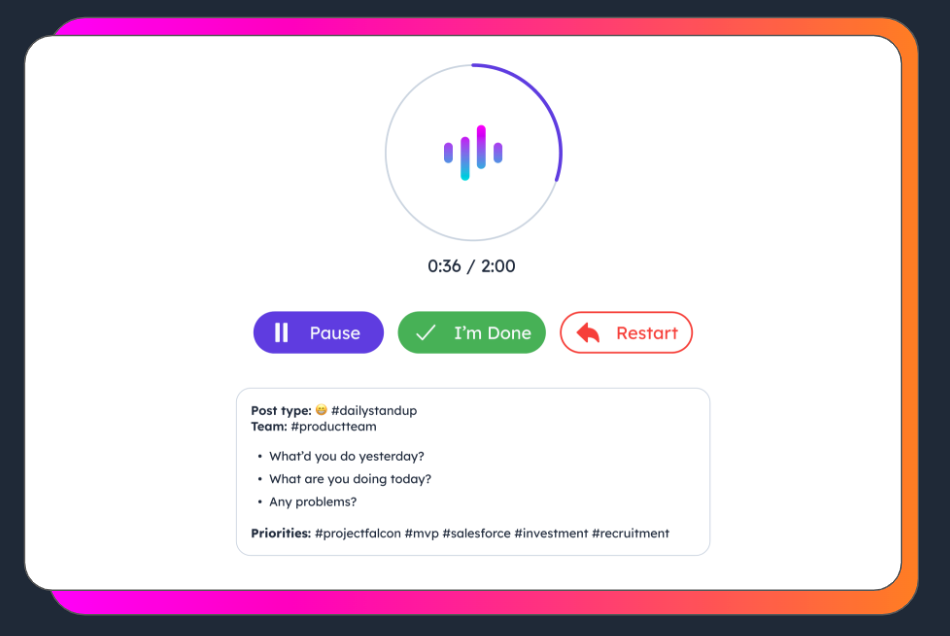 0:36 / 2:00
Pause
I'm Done
Restart
Post type: 😄 #dailystandup
Team: #productteam
• What'd you do yesterday?
• What are you doing today?
• Any problems?
Priorities: #projectfalcon #mvp #salesforce #investment #recruitment